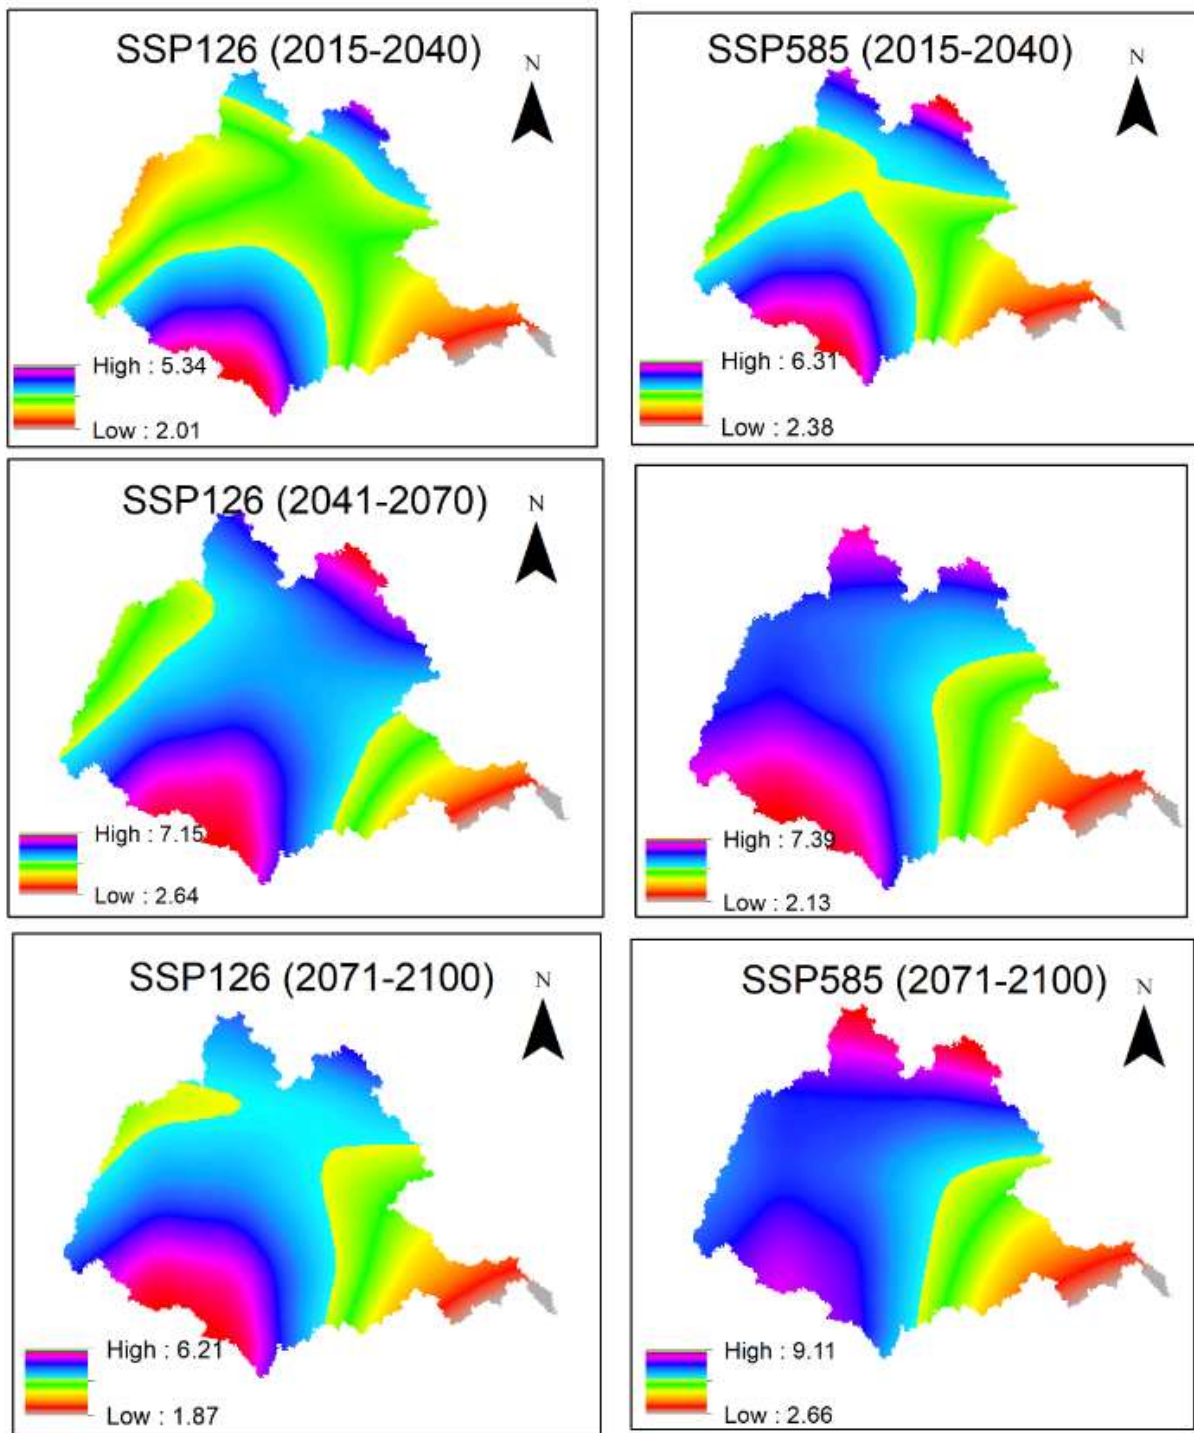 SSP126 (2015-2040)
N
High : 5.34
Low : 2.01
SSP585 (2015-2040)
N
High : 6.31
Low : 2.38
SSP126 (2041-2070)
N
High : 7.15
Low : 2.64
High : 7.39
Low : 2.13
SSP126 (2071-2100)
N
High : 6.21
Low : 1.87
SSP585 (2071-2100)
N
High : 9.11
Low : 2.66